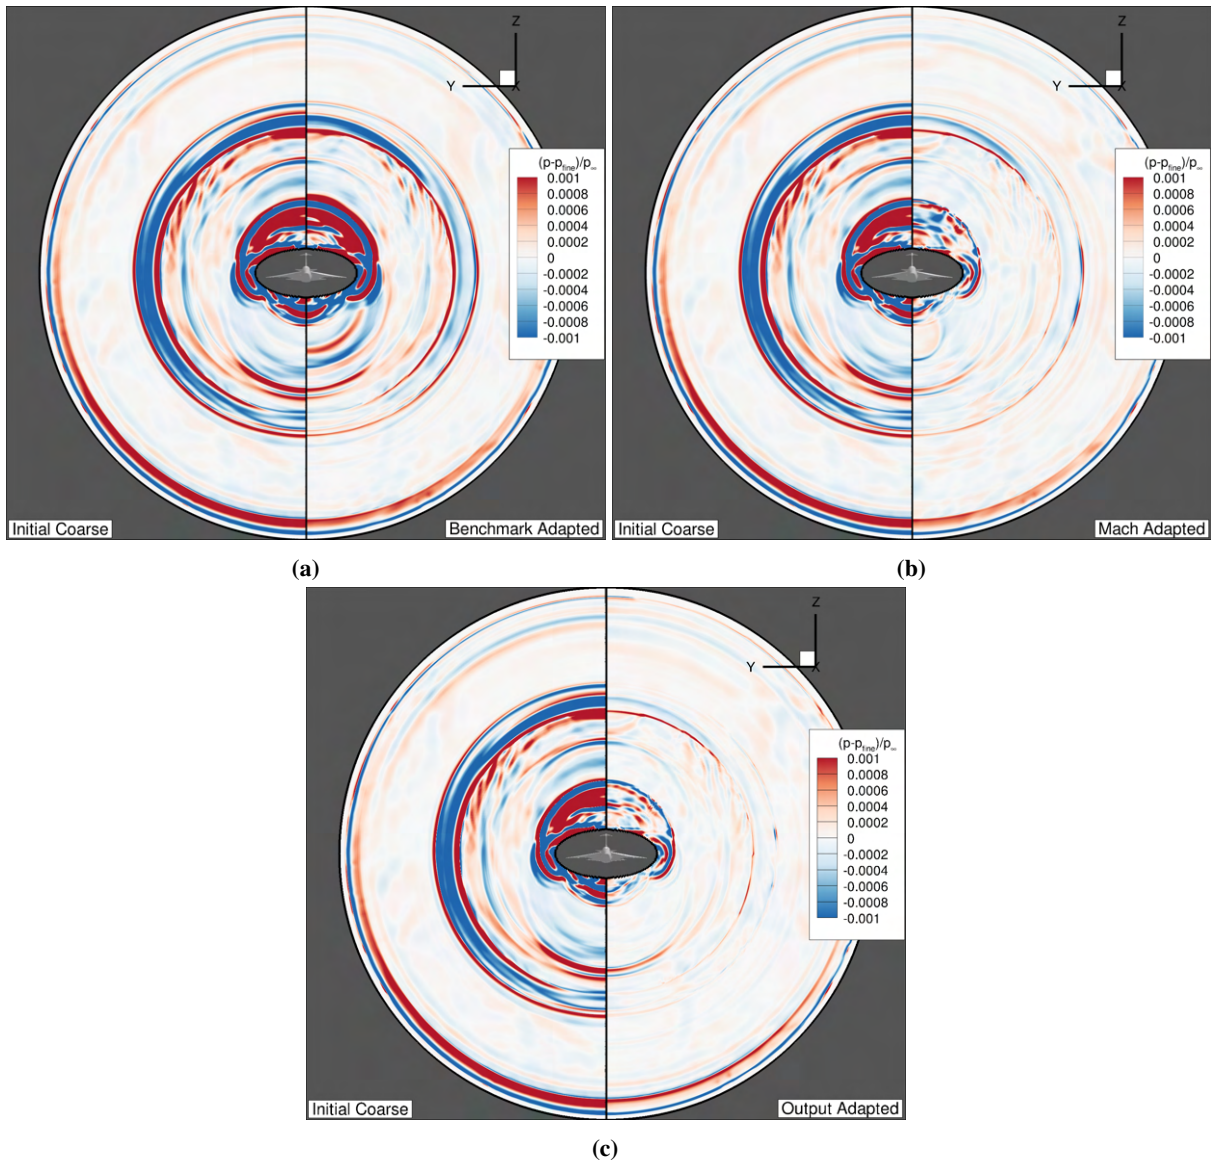 Z
Y
X
(p-p_fine)/p_∞
0.001
0.0008
0.0006
0.0004
0.0002
0
-0.0002
-0.0004
-0.0006
-0.0008
-0.001
Initial Coarse
Benchmark Adapted
(a)
Z
Y
X
(p-p_fine)/p_∞
0.001
0.0008
0.0006
0.0004
0.0002
0
-0.0002
-0.0004
-0.0006
-0.0008
-0.001
Initial Coarse
Mach Adapted
(b)
Z
Y
X
(p-p_fine)/p_∞
0.001
0.0008
0.0006
0.0004
0.0002
0
-0.0002
-0.0004
-0.0006
-0.0008
-0.001
Initial Coarse
Output Adapted
(c)